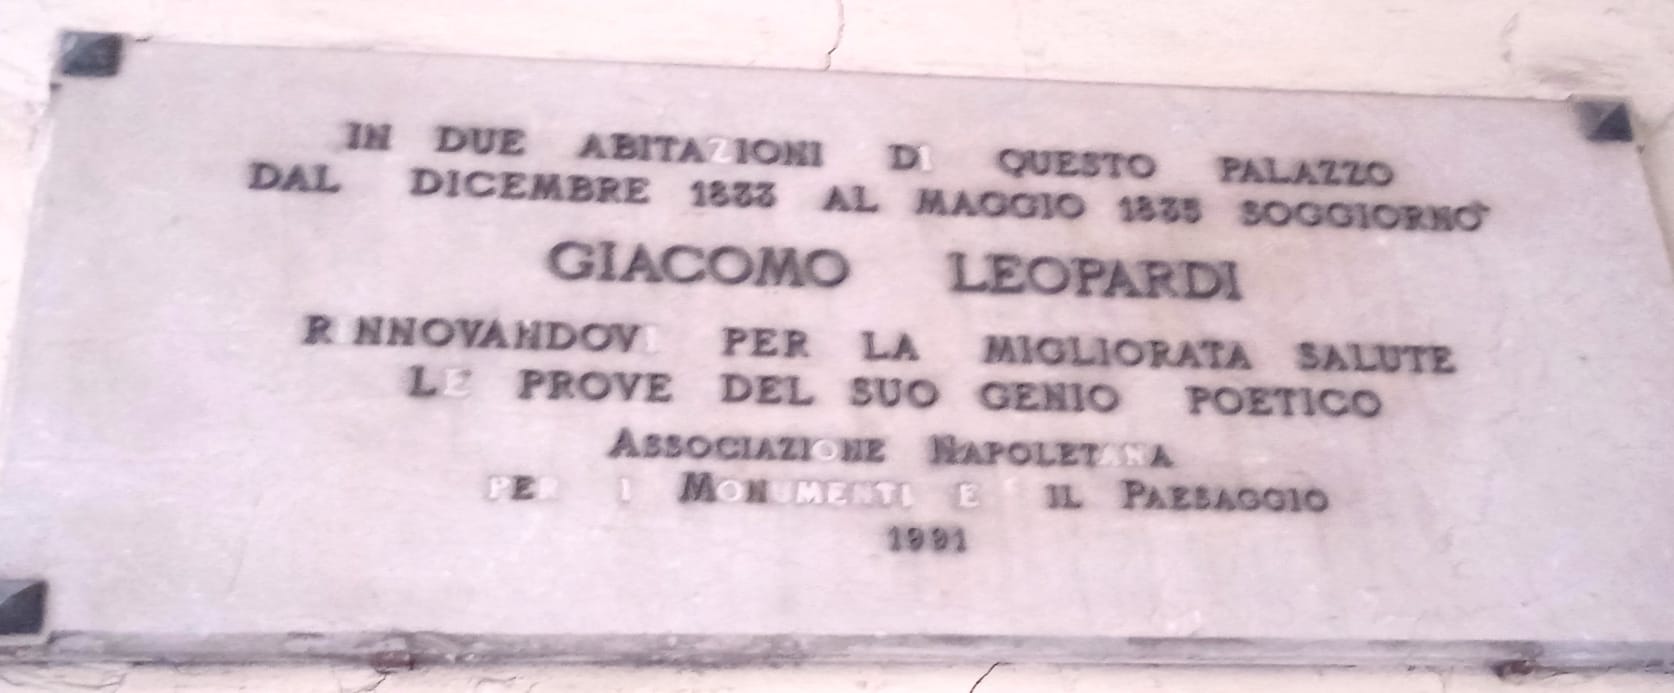 IN DUE ABITAZIONI DI QUESTO PALAZZO
DAL DICEMBRE 1833 AL MAGGIO 1835 SOGGIORNÒ
GIACOMO LEOPARDI
RINNOVANDOVI PER LA MIGLIORATA SALUTE
LE PROVE DEL SUO GENIO POETICO
ASSOCIAZIONE NAPOLETANA
PER I MONUMENTI E IL PAESAGGIO
1991